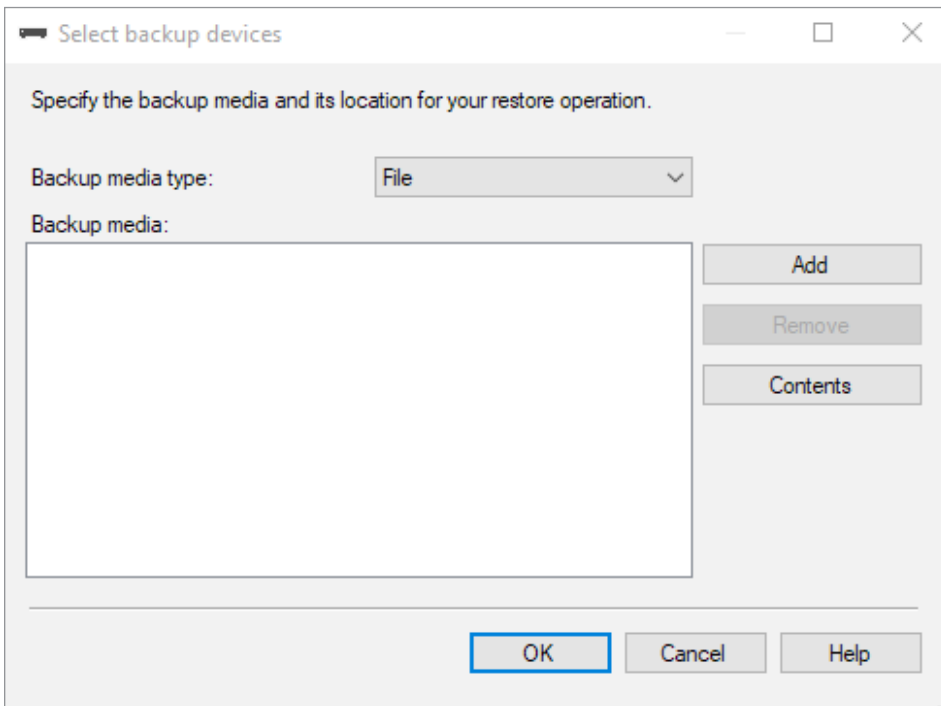 Select backup devices
Specify the backup media and its location for your restore operation.
Backup media type:
File
Backup media:
Add
Remove
Contents
OK
Cancel
Help